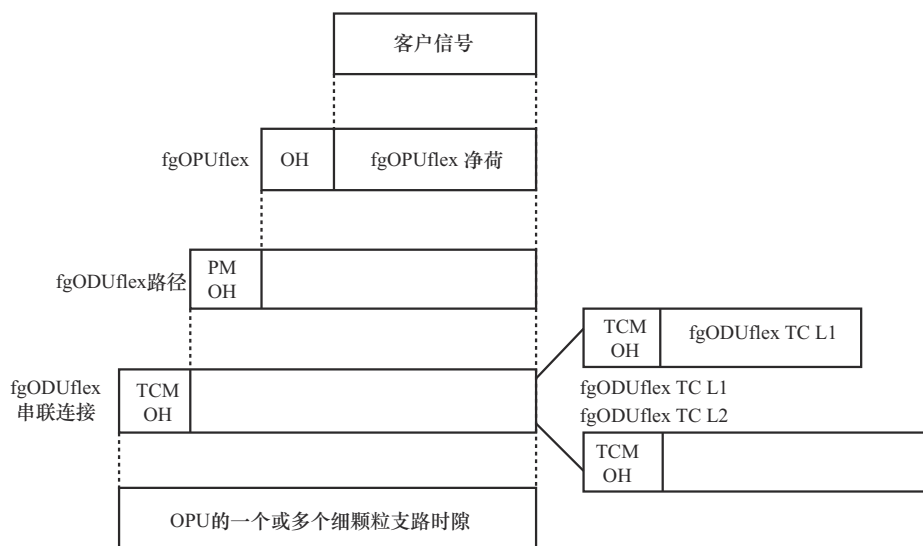 客户信号
fgOPUflex
OH
fgOPUflex 净荷
fgODUflex路径
PM
OH
fgODUflex
串联连接
TCM
OH
TCM
OH
fgODUflex TC L1
fgODUflex TC L1
fgODUflex TC L2
TCM
OH
OPU的一个或多个细颗粒支路时隙